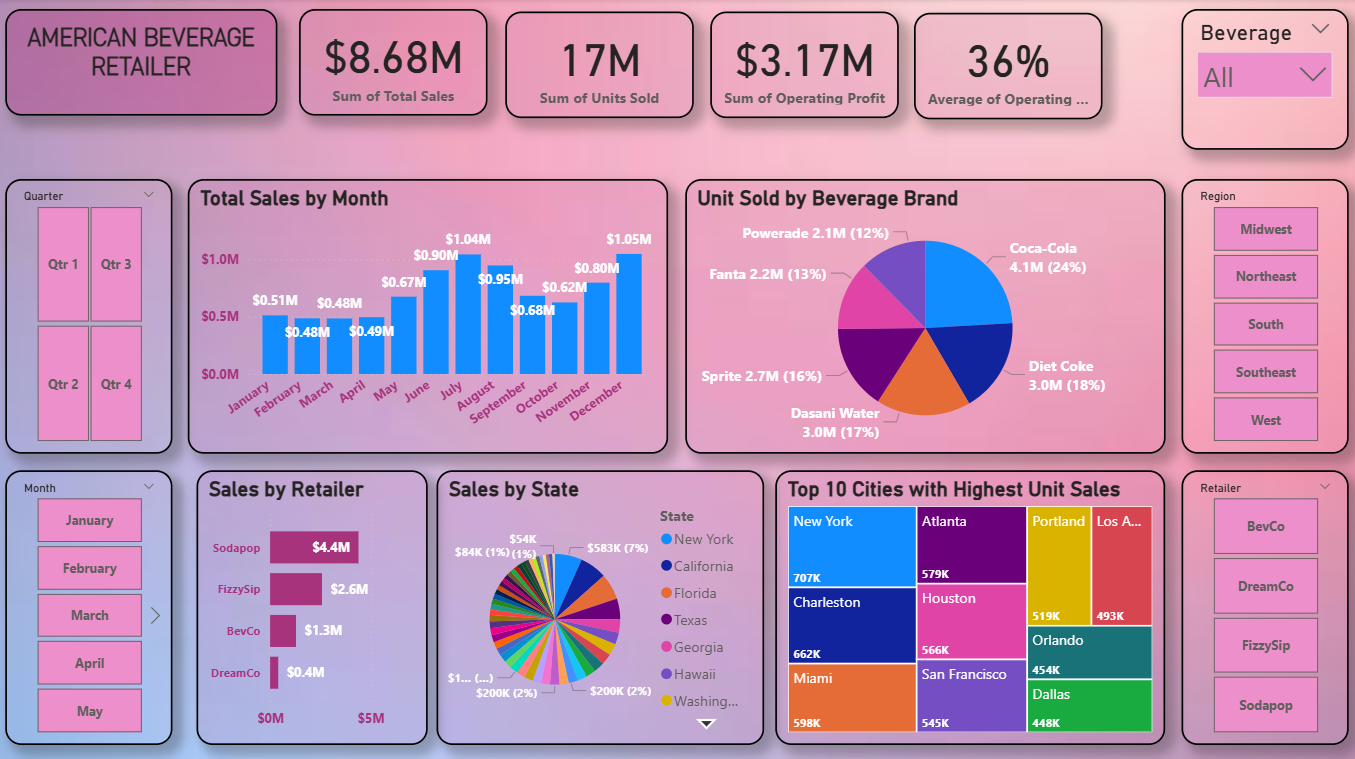 AMERICAN BEVERAGE
RETAILER
$8.68M
Sum of Total Sales
17M
Sum of Units Sold
$3.17M
Sum of Operating Profit
36%
Average of Operating ...
Beverage
All
Quarter
Qtr 1
Qtr 3
Qtr 2
Qtr 4
Total Sales by Month
$1.0M
$0.5M
$0.0M
$0.51M
$0.48M
$0.48M
$0.49M
$0.67M
$0.90M
$1.04M
$0.95M
$0.68M
$0.62M
$0.80M
$1.05M
January
February
March
April
May
June
July
August
September
October
November
December
Unit Sold by Beverage Brand
Powerade 2.1M (12%)
Coca-Cola
4.1M (24%)
Fanta 2.2M (13%)
Diet Coke
3.0M (18%)
Sprite 2.7M (16%)
Dasani Water
3.0M (17%)
Region
Midwest
Northeast
South
Southeast
West
Month
January
February
March
April
May
Sales by Retailer
Sodapop
$4.4M
FizzySip
$2.6M
BevCo
$1.3M
DreamCo
$0.4M
$0M
$5M
Sales by State
$54K
(1%)
$84K (1%)
$583K (7%)
$1... (...)
$200K (2%)
$200K (2%)
State
New York
California
Florida
Texas
Georgia
Hawaii
Washing...
Top 10 Cities with Highest Unit Sales
New York
707K
Charleston
662K
Miami
598K
Atlanta
579K
Houston
566K
San Francisco
545K
Portland
519K
Los A...
493K
Orlando
454K
Dallas
448K
Retailer
BevCo
DreamCo
FizzySip
Sodapop